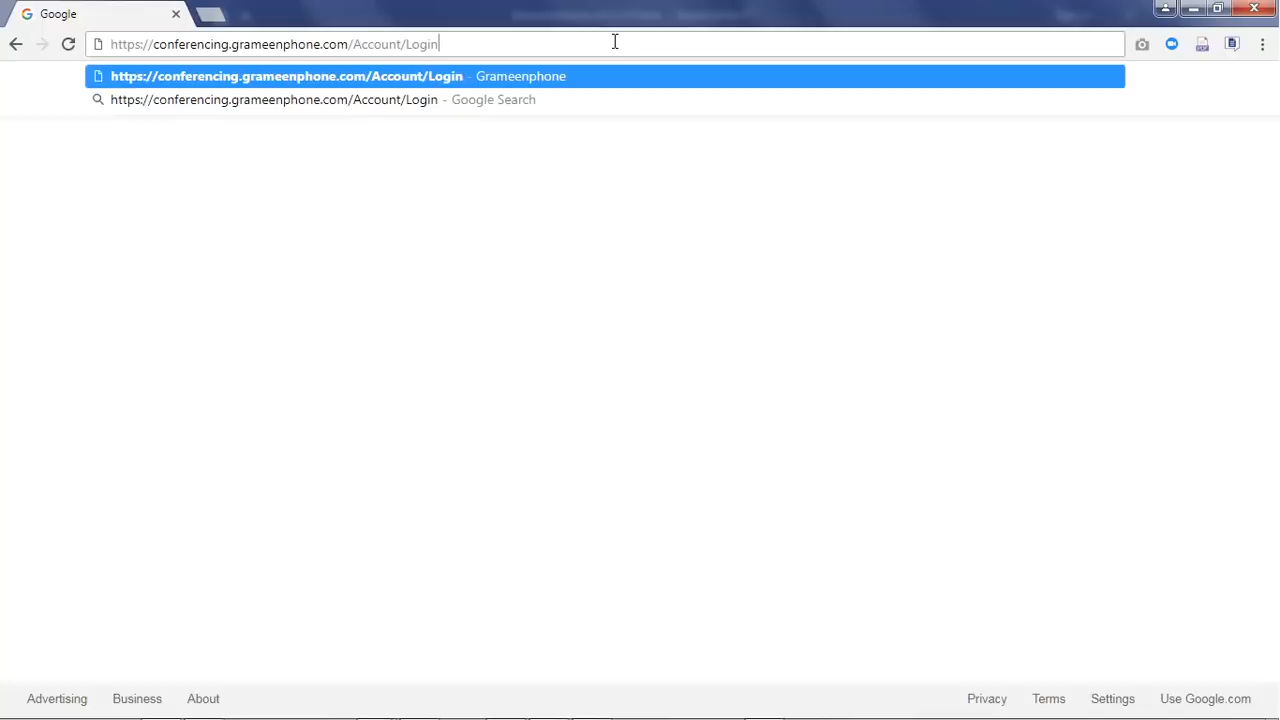 Google
https://conferencing.grameenphone.com/Account/Login
https://conferencing.grameenphone.com/Account/Login - Grameenphone
https://conferencing.grameenphone.com/Account/Login - Google Search
Advertising Business About Privacy Terms Settings Use Google.com